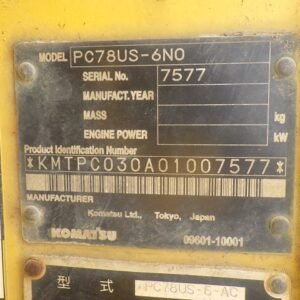 MODEL PC78US-6N0
SERIAL No. 7577
MANUFACT.YEAR
MASS kg
ENGINE POWER kW
Product Identification Number
*KMTPC030A01007577*
MANUFACTURER
Komatsu Ltd., Tokyo, Japan
KOMATSU 09601-10001
型式 PC78US-6-AC